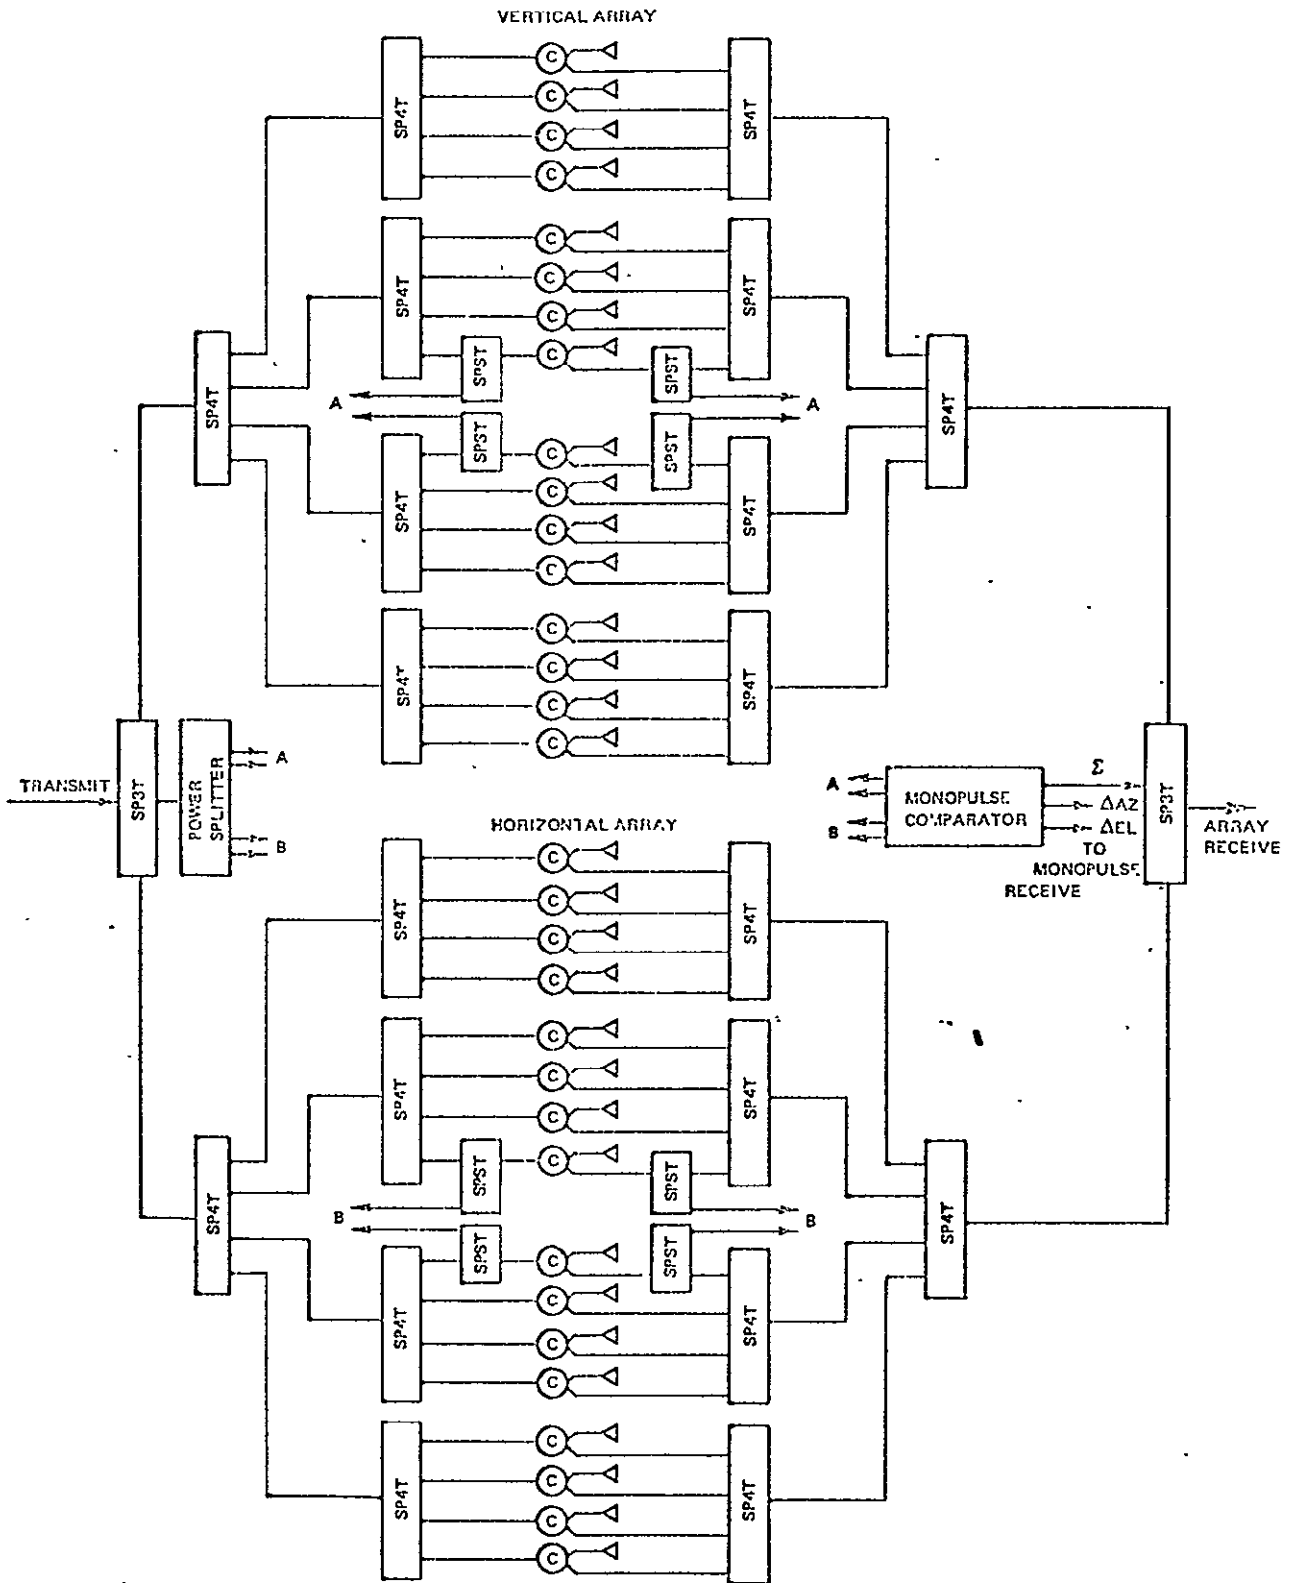 VERTICAL ARRAY
SP4T
C
SP4T
C
C
C
SP4T
C
SP4T
C
C
SP4T
SPST
C
SPST
SP4T
A
A
SPST
C
SPST
SP4T
C
SP4T
C
C
SP4T
C
SP4T
C
C
C
SP3T
POWER SPLITTER
A
B
TRANSMIT
A
B
MONOPULSE
COMPARATOR
Σ
ΔAZ
ΔEL
TO
MONOPULSE
RECEIVE
SP3T
ARRAY
RECEIVE
HORIZONTAL ARRAY
SP4T
C
SP4T
C
C
C
SP4T
C
SP4T
C
C
SPST
C
SPST
SP4T
B
B
SP4T
SPST
C
SPST
SP4T
C
SP4T
C
C
SP4T
C
SP4T
C
C
C